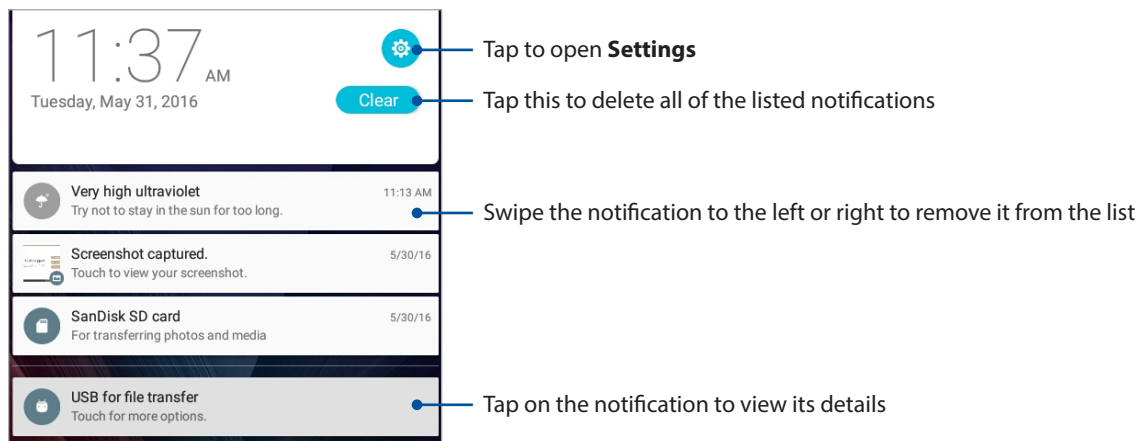 11:37 AM
Tuesday, May 31, 2016
Clear
Tap to open Settings
Tap this to delete all of the listed notifications
Very high ultraviolet 11:13 AM
Try not to stay in the sun for too long.
Swipe the notification to the left or right to remove it from the list
Screenshot captured. 5/30/16
Touch to view your screenshot.
SanDisk SD card 5/30/16
For transferring photos and media
USB for file transfer
Touch for more options.
Tap on the notification to view its details